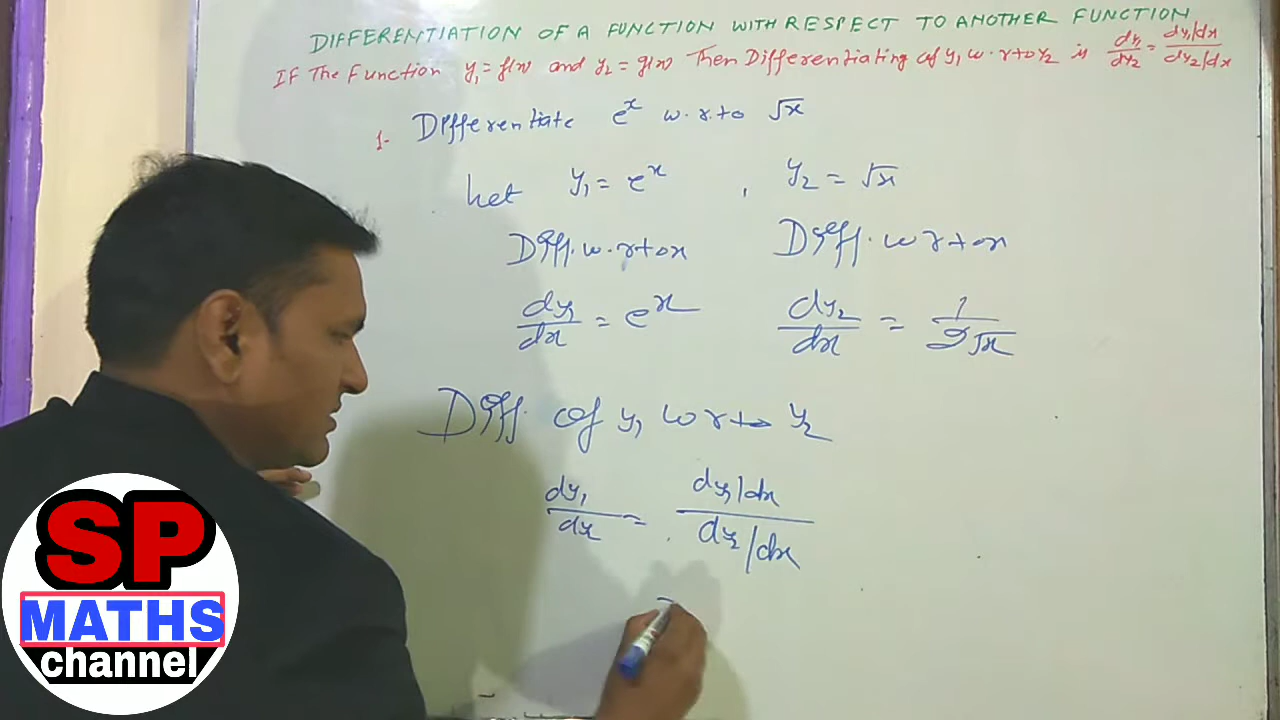 DIFFERENTIATION OF A FUNCTION WITH RESPECT TO ANOTHER FUNCTION
IF The Function y₁ = f(x) and y₂ = g(x) Then Differentiating of y₁ w.r to y₂ is dy₁/dy₂ = (dy₁/dx)/(dy₂/dx)
1- Differentiate eˣ w.r.to √x
Let y₁ = eˣ , y₂ = √x
Diff. w.r to x Diff. w r to x
dy₁/dx = eˣ dy₂/dx = 1/(2√x)
Diff. of y₁ w r to y₂
dy₁/dy₂ = (dy₁/dx)/(dy₂/dx)
SP
MATHS
channel